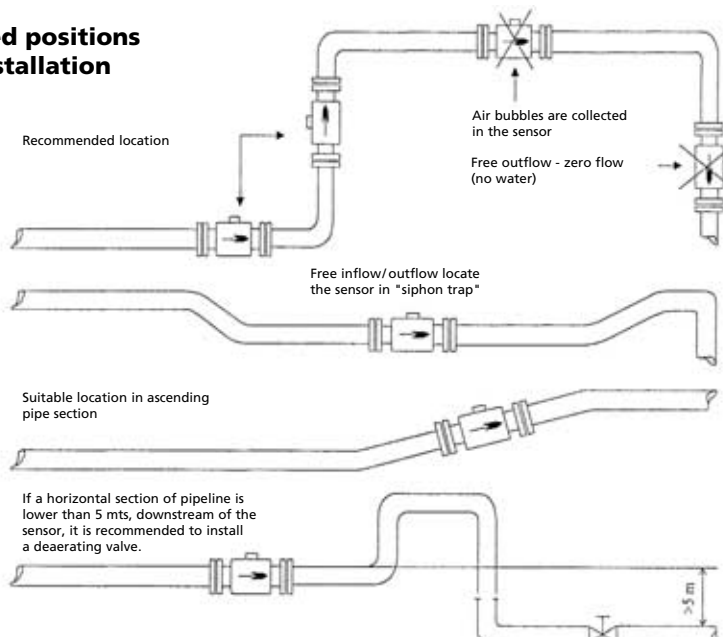 ed positions
stallation
Recommended location
Air bubbles are collected
in the sensor
Free outflow - zero flow
(no water)
Free inflow/outflow locate
the sensor in "siphon trap"
Suitable location in ascending
pipe section
If a horizontal section of pipeline is
lower than 5 mts, downstream of the
sensor, it is recommended to install
a deaerating valve.
>5 m